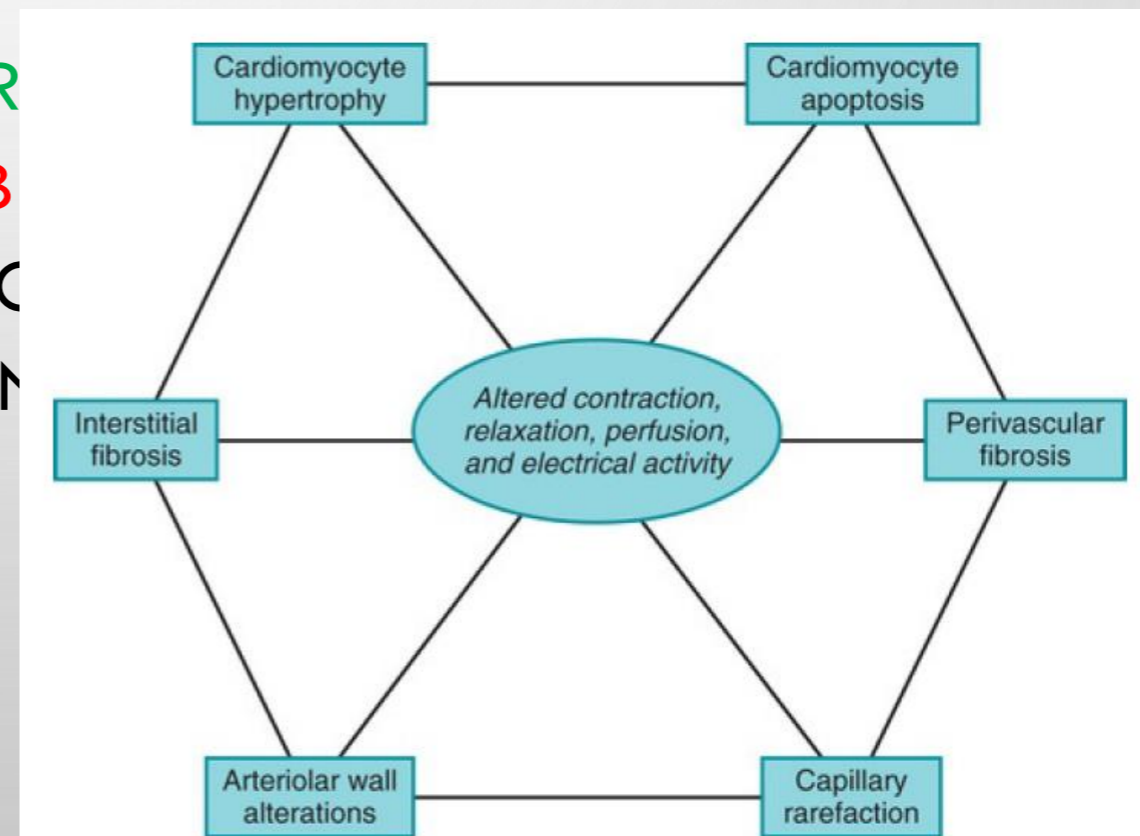 R
Cardiomyocyte
hypertrophy
Cardiomyocyte
apoptosis
Interstitial
fibrosis
Altered contraction,
relaxation, perfusion,
and electrical activity
Perivascular
fibrosis
Arteriolar wall
alterations
Capillary
rarefaction